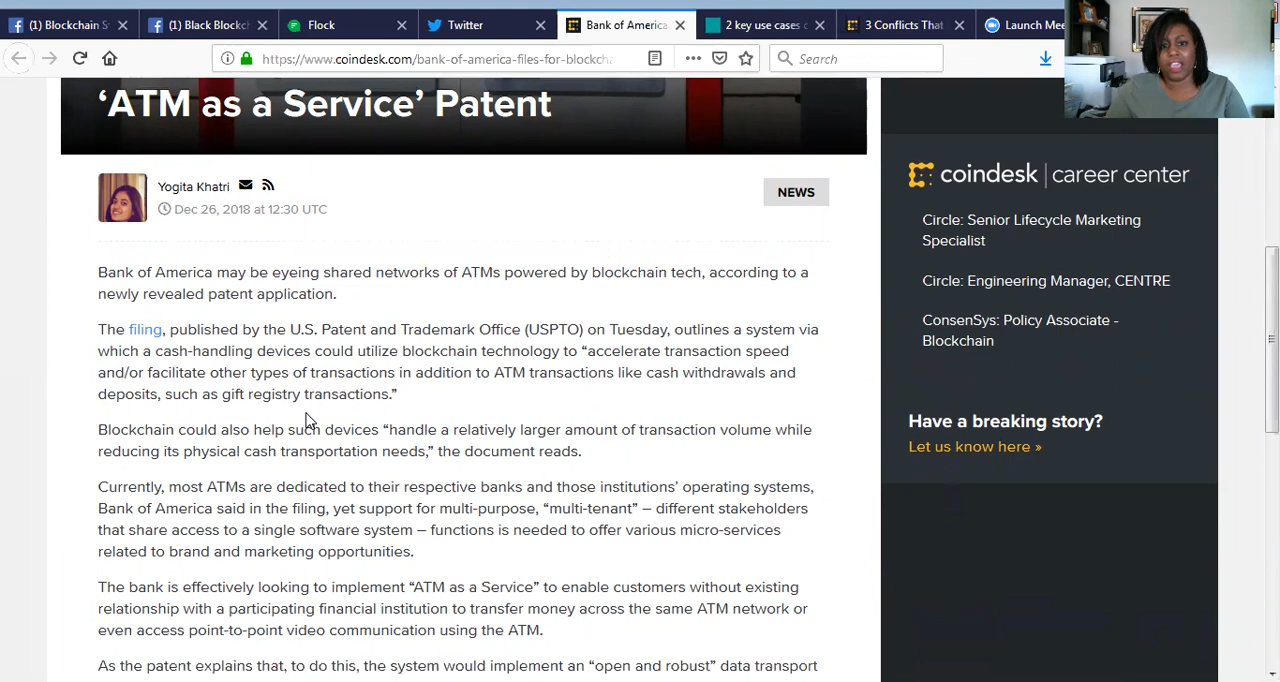 (1) Blockchain S
(1) Black Blockc
Flock
Twitter
Bank of America
2 key use cases o
3 Conflicts That
Launch Mee
https://www.coindesk.com/bank-of-america-files-for-blockcha
Search
'ATM as a Service' Patent
Yogita Khatri
Dec 26, 2018 at 12:30 UTC
NEWS
Bank of America may be eyeing shared networks of ATMs powered by blockchain tech, according to a
newly revealed patent application.
The filing, published by the U.S. Patent and Trademark Office (USPTO) on Tuesday, outlines a system via
which a cash-handling devices could utilize blockchain technology to “accelerate transaction speed
and/or facilitate other types of transactions in addition to ATM transactions like cash withdrawals and
deposits, such as gift registry transactions.”
Blockchain could also help such devices “handle a relatively larger amount of transaction volume while
reducing its physical cash transportation needs,” the document reads.
Currently, most ATMs are dedicated to their respective banks and those institutions’ operating systems,
Bank of America said in the filing, yet support for multi-purpose, “multi-tenant” – different stakeholders
that share access to a single software system – functions is needed to offer various micro-services
related to brand and marketing opportunities.
The bank is effectively looking to implement “ATM as a Service” to enable customers without existing
relationship with a participating financial institution to transfer money across the same ATM network or
even access point-to-point video communication using the ATM.
As the patent explains that, to do this, the system would implement an “open and robust” data transport
coindesk | career center
Circle: Senior Lifecycle Marketing
Specialist
Circle: Engineering Manager, CENTRE
ConsenSys: Policy Associate -
Blockchain
Have a breaking story?
Let us know here »